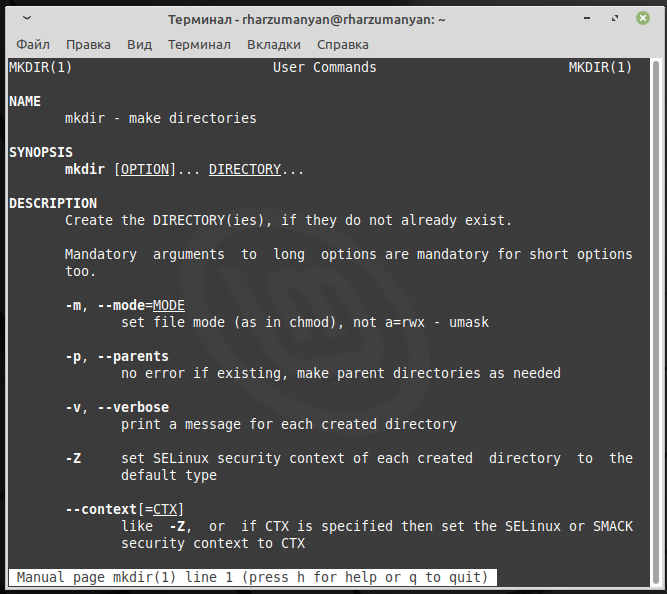 Терминал - rharzumanyan@rharzumanyan: ~
Файл Правка Вид Терминал Вкладки Справка
MKDIR(1) User Commands MKDIR(1)
NAME
mkdir - make directories
SYNOPSIS
mkdir [OPTION]... DIRECTORY...
DESCRIPTION
Create the DIRECTORY(ies), if they do not already exist.
Mandatory arguments to long options are mandatory for short options
too.
-m, --mode=MODE
set file mode (as in chmod), not a=rwx - umask
-p, --parents
no error if existing, make parent directories as needed
-v, --verbose
print a message for each created directory
-Z set SELinux security context of each created directory to the
default type
--context[=CTX]
like -Z, or if CTX is specified then set the SELinux or SMACK
security context to CTX
Manual page mkdir(1) line 1 (press h for help or q to quit)